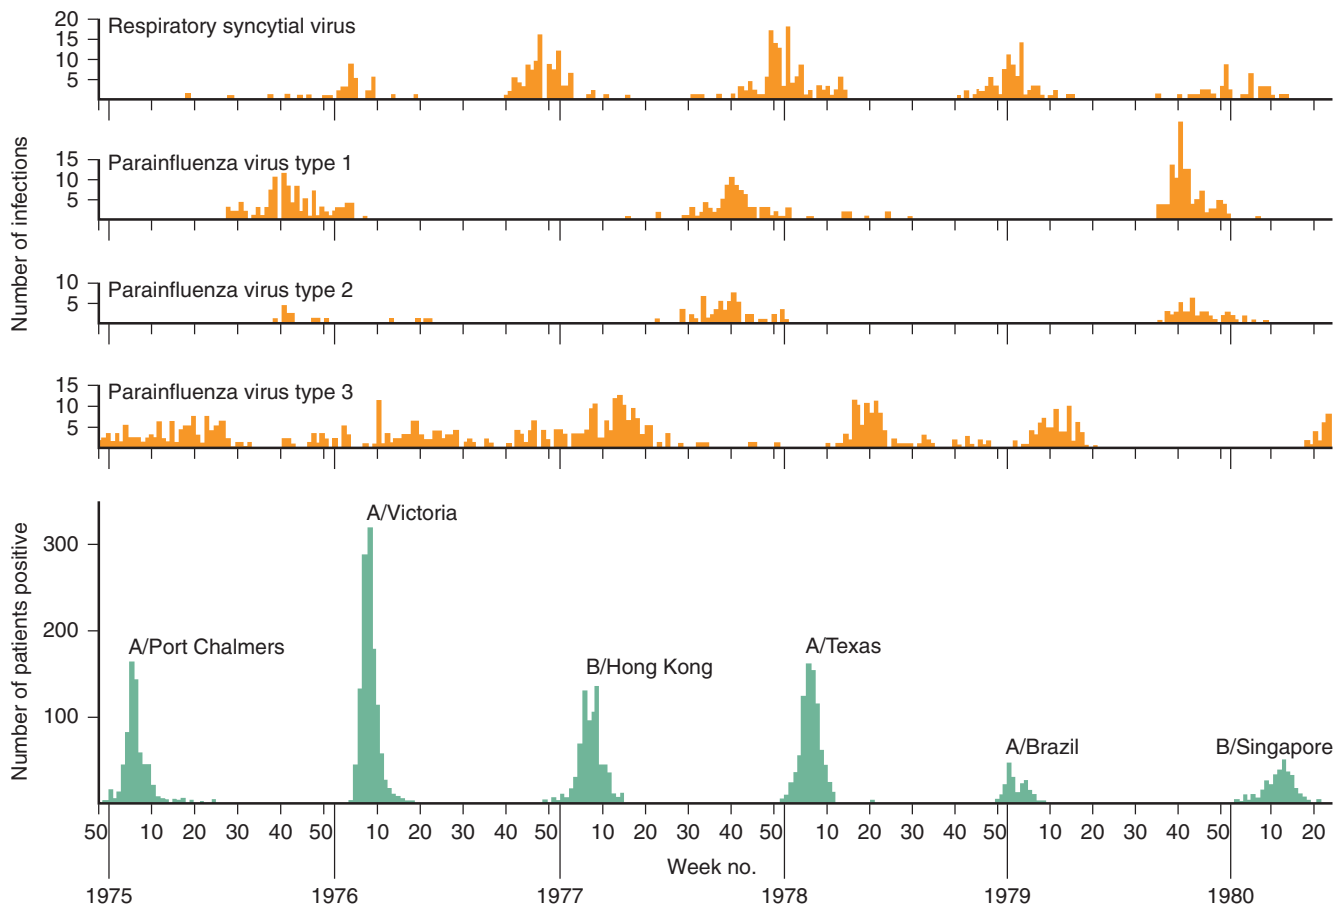 Respiratory syncytial virus
20
15
10
5
Parainfluenza virus type 1
15
10
5
Parainfluenza virus type 2
10
5
Parainfluenza virus type 3
15
10
5
Number of infections
A/Victoria
300
200
100
A/Port Chalmers
B/Hong Kong
A/Texas
A/Brazil
B/Singapore
Number of patients positive
50 10 20 30 40 50 10 20 30 40 50 10 20 30 40 50 10 20 30 40 50 10 20 30 40 50 10 20
Week no.
1975 1976 1977 1978 1979 1980